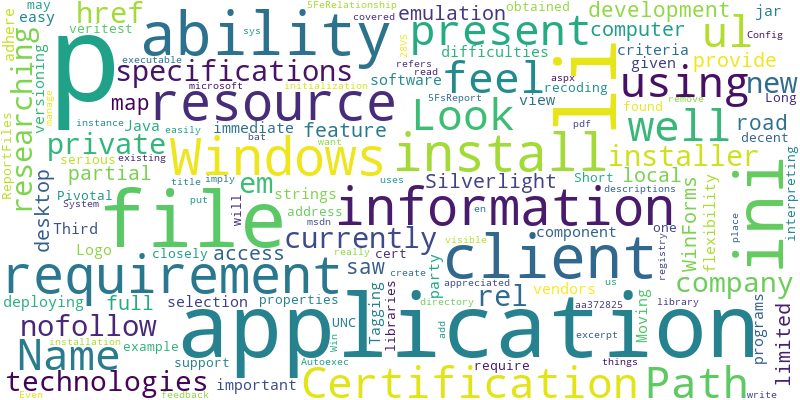 5FeRelationship
covered
sys
obtained
jar
may
easy
href
ability
emulation
development
adhere
veritest
28V5
present
difficulties
computer
ul
Config
executable
microsoft
refers
read
criteria
given
provide
specifications
feel
software
aspx
recoding
using
new
Long
researching
versioning
map
resource
initialization
view
found
manage
instance
Java
easily
bat
5FsReport
li
remove
ReportFiles
private
immediate
feature
Look
pdf
well
road
decent
want
serious
existing
Windows
install
installer
partial
title
imply
uses
em
strings
Silverlight
Short
local
descriptions
ini
interpreting
Pivotal
System
put
msdn
en
information
address
component
one
WinForms
flexibility
desktop
Third
file
will
Logo
closely
access
currently
visible
client
us
registry
place
company
requirement
saw
cert
really
create
appreciated
party
vendors
properties
deploying
full
selection
directory
rel
aa372825
library
programs
limited
nofollow
example
UNC
Tagging
libraries
add
application
Moving
excerpt
installation
Name
support
Win
Autoexec
require
things
technologies
important
Even
feedback
Certification
Path
write